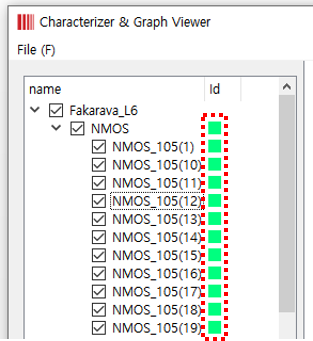 Characterizer & Graph Viewer
File (F)
name Id
Fakarava_L6
NMOS
NMOS_105(1)
NMOS_105(10)
NMOS_105(11)
NMOS_105(12)
NMOS_105(13)
NMOS_105(14)
NMOS_105(15)
NMOS_105(16)
NMOS_105(17)
NMOS_105(18)
NMOS_105(19)